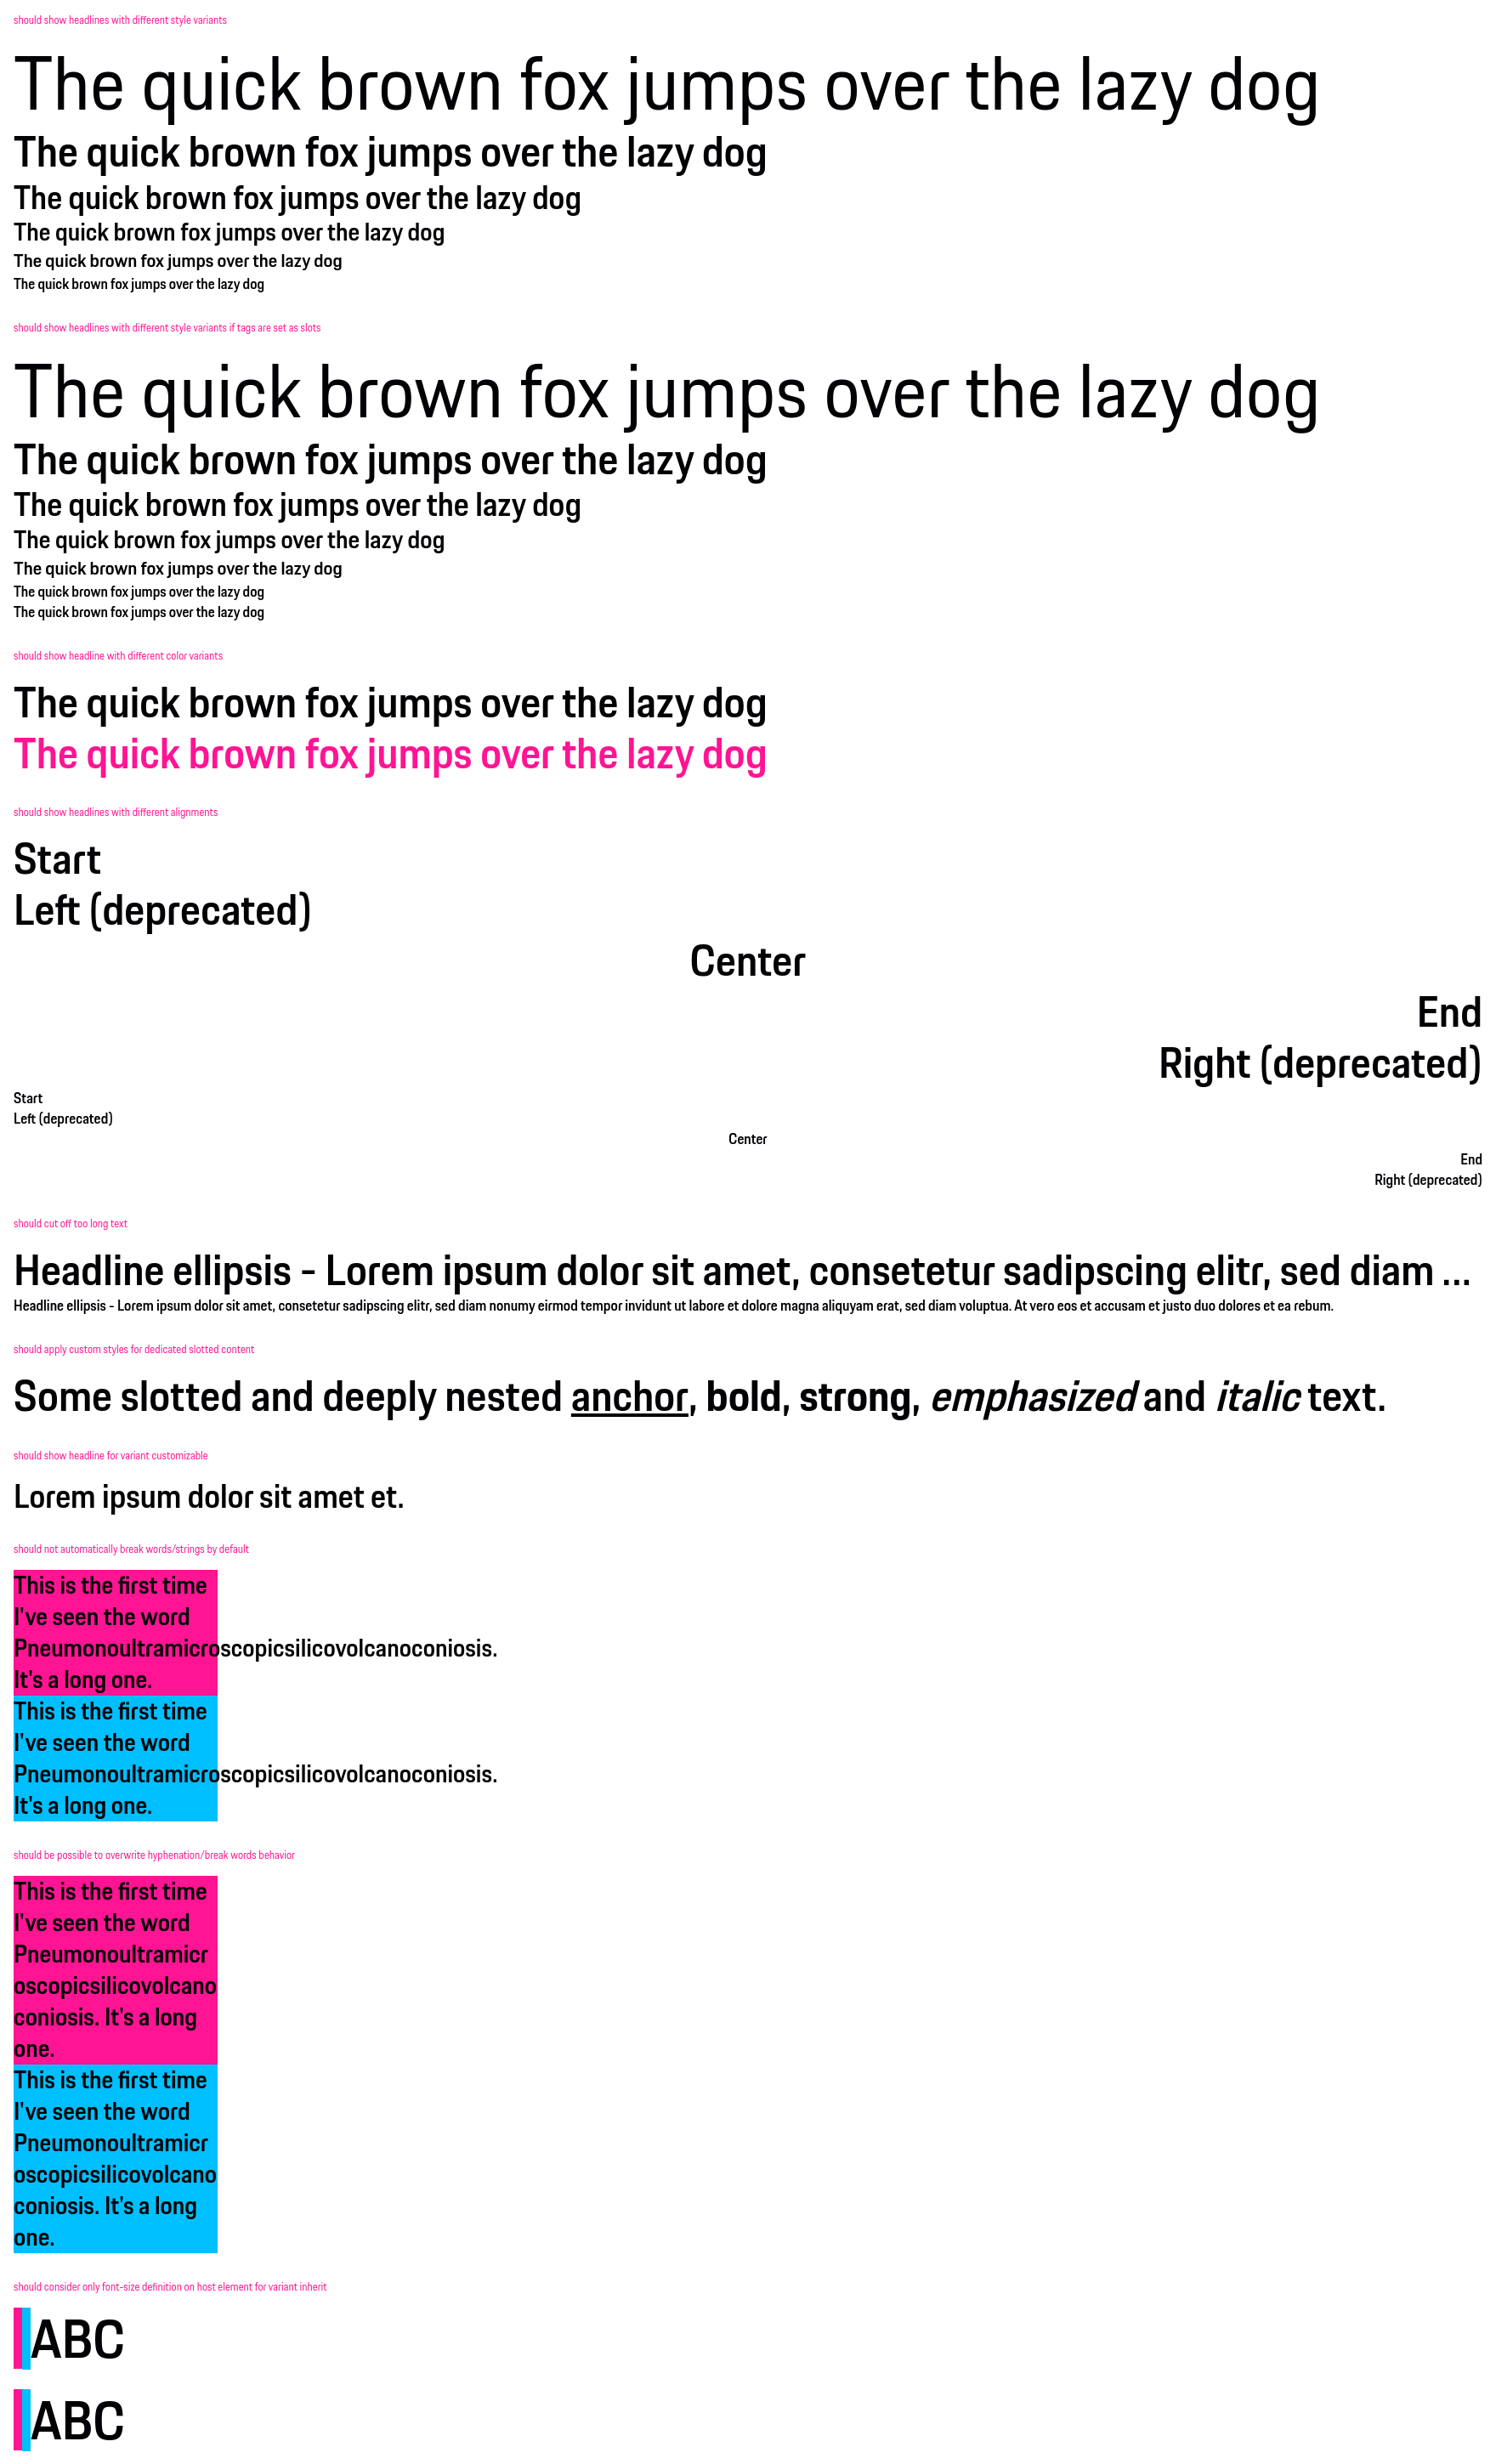 should show headlines with different style variants
The quick brown fox jumps over the lazy dog
The quick brown fox jumps over the lazy dog
The quick brown fox jumps over the lazy dog
The quick brown fox jumps over the lazy dog
The quick brown fox jumps over the lazy dog
The quick brown fox jumps over the lazy dog
should show headlines with different style variants if tags are set as slots
The quick brown fox jumps over the lazy dog
The quick brown fox jumps over the lazy dog
The quick brown fox jumps over the lazy dog
The quick brown fox jumps over the lazy dog
The quick brown fox jumps over the lazy dog
The quick brown fox jumps over the lazy dog
The quick brown fox jumps over the lazy dog
should show headline with different color variants
The quick brown fox jumps over the lazy dog
The quick brown fox jumps over the lazy dog
should show headlines with different alignments
Start
Left (deprecated)
Center
End
Right (deprecated)
Start
Left (deprecated)
Center
End
Right (deprecated)
should cut off too long text
Headline ellipsis - Lorem ipsum dolor sit amet, consetetur sadipscing elitr, sed diam ...
Headline ellipsis - Lorem ipsum dolor sit amet, consetetur sadipscing elitr, sed diam nonumy eirmod tempor invidunt ut labore et dolore magna aliquyam erat, sed diam voluptua. At vero eos et accusam et justo duo dolores et ea rebum.
should apply custom styles for dedicated slotted content
Some slotted and deeply nested anchor, bold, strong, emphasized and italic text.
should show headline for variant customizable
Lorem ipsum dolor sit amet et.
should not automatically break words/strings by default
This is the first time
I've seen the word
Pneumonoultramicroscopicsilicovolcanoconiosis.
It's a long one.
This is the first time
I've seen the word
Pneumonoultramicroscopicsilicovolcanoconiosis.
It's a long one.
should be possible to overwrite hyphenation/break words behavior
This is the first time
I've seen the word
Pneumonoultramicr
oscopicsilicovolcano
coniosis. It's a long
one.
This is the first time
I've seen the word
Pneumonoultramicr
oscopicsilicovolcano
coniosis. It's a long
one.
should consider only font-size definition on host element for variant inherit
ABC
ABC